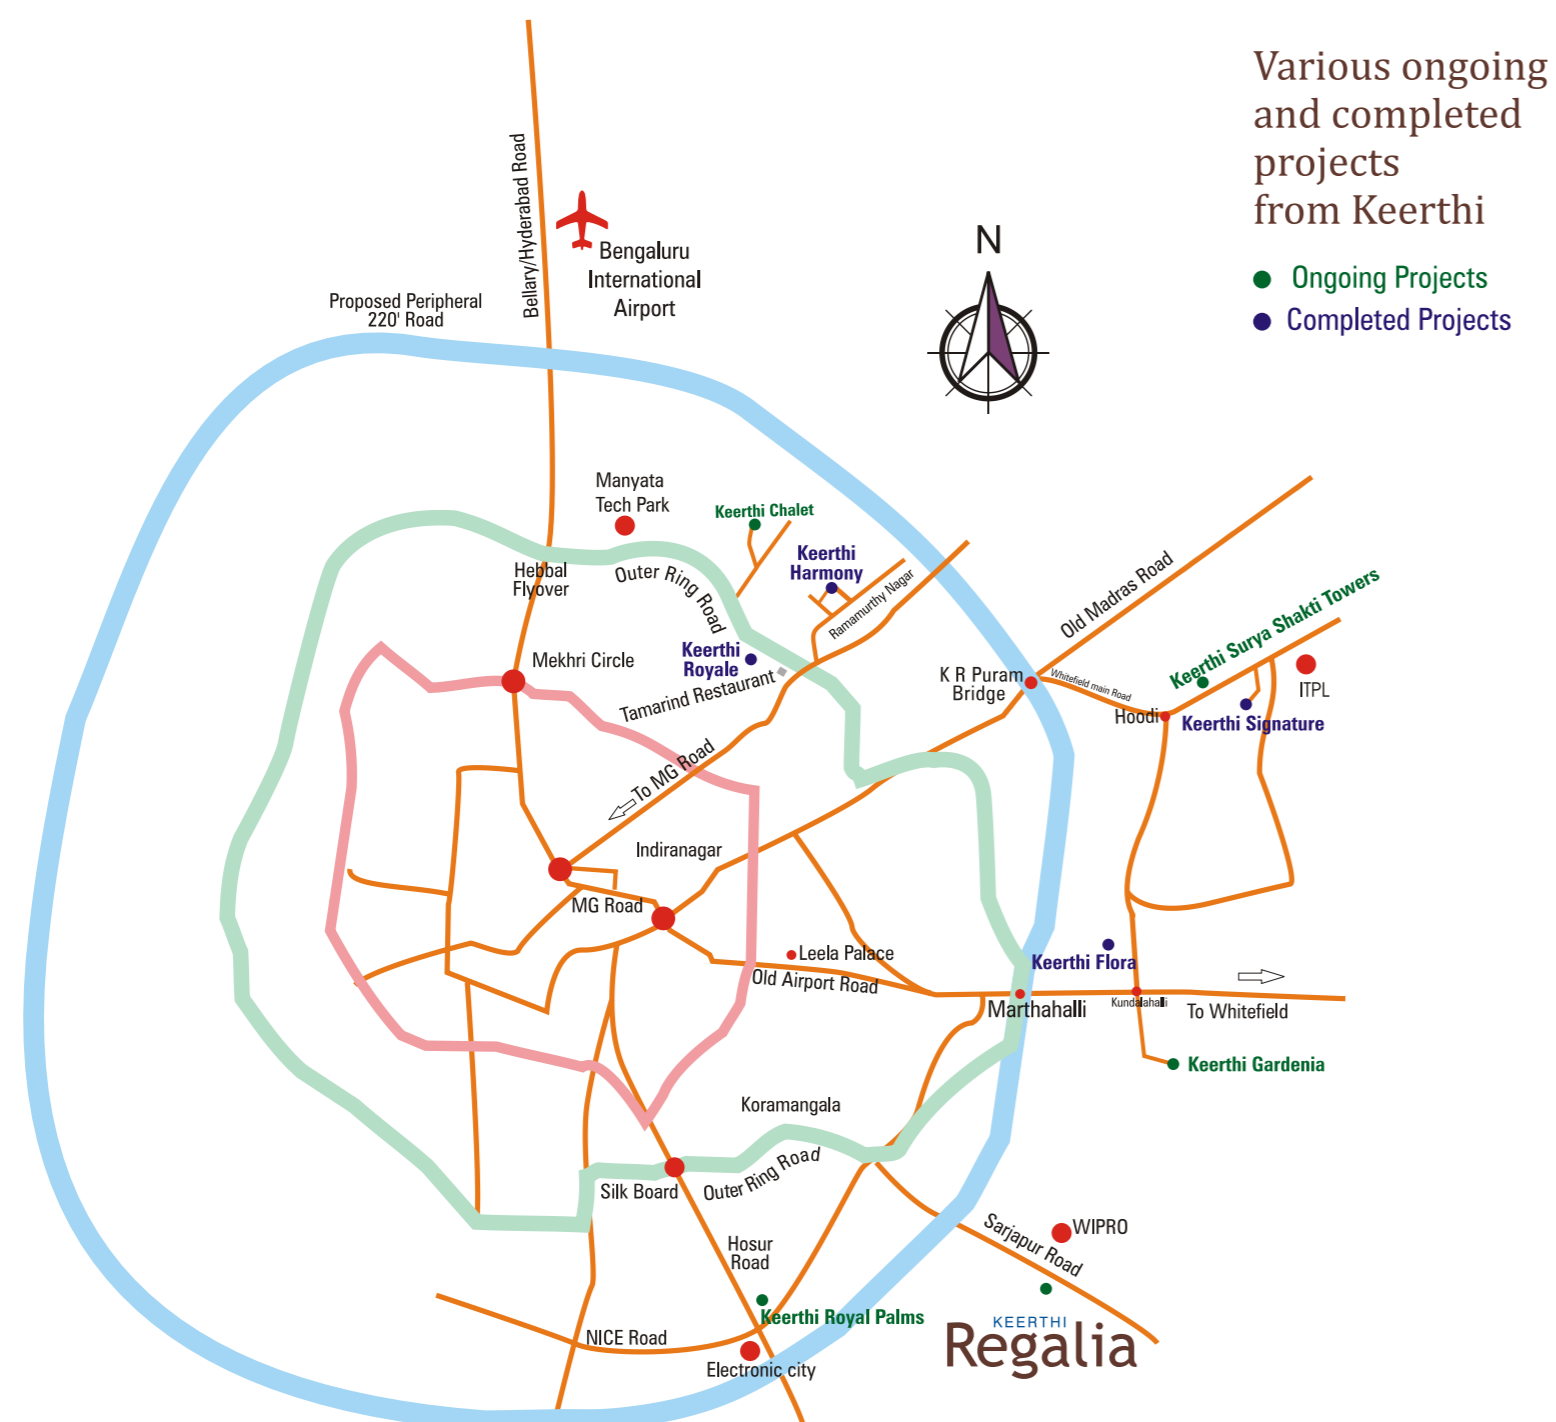 Various ongoing
and completed
projects
from Keerthi
Ongoing Projects
Completed Projects
N
Bellary/Hyderabad Road
Bengaluru
International
Airport
Proposed Peripheral
220' Road
Manyata
Tech Park
Keerthi Chalet
Keerthi
Harmony
Hebbal
Flyover
Outer Ring Road
Ramamurthy Nagar
Old Madras Road
Keerthi Surya Shakti Towers
Keerthi
Royale
Mekhri Circle
Tamarind Restaurant
K R Puram
Bridge
Whitefield main Road
ITPL
Hoodi
Keerthi Signature
To MG Road
Indiranagar
MG Road
Leela Palace
Old Airport Road
Keerthi Flora
Marthahalli
Kundalahalli
To Whitefield
Keerthi Gardenia
Koramangala
Silk Board
Outer Ring Road
Hosur
Road
Sarjapur Road
WIPRO
Keerthi Royal Palms
KEERTHI
Regalia
NICE Road
Electronic city